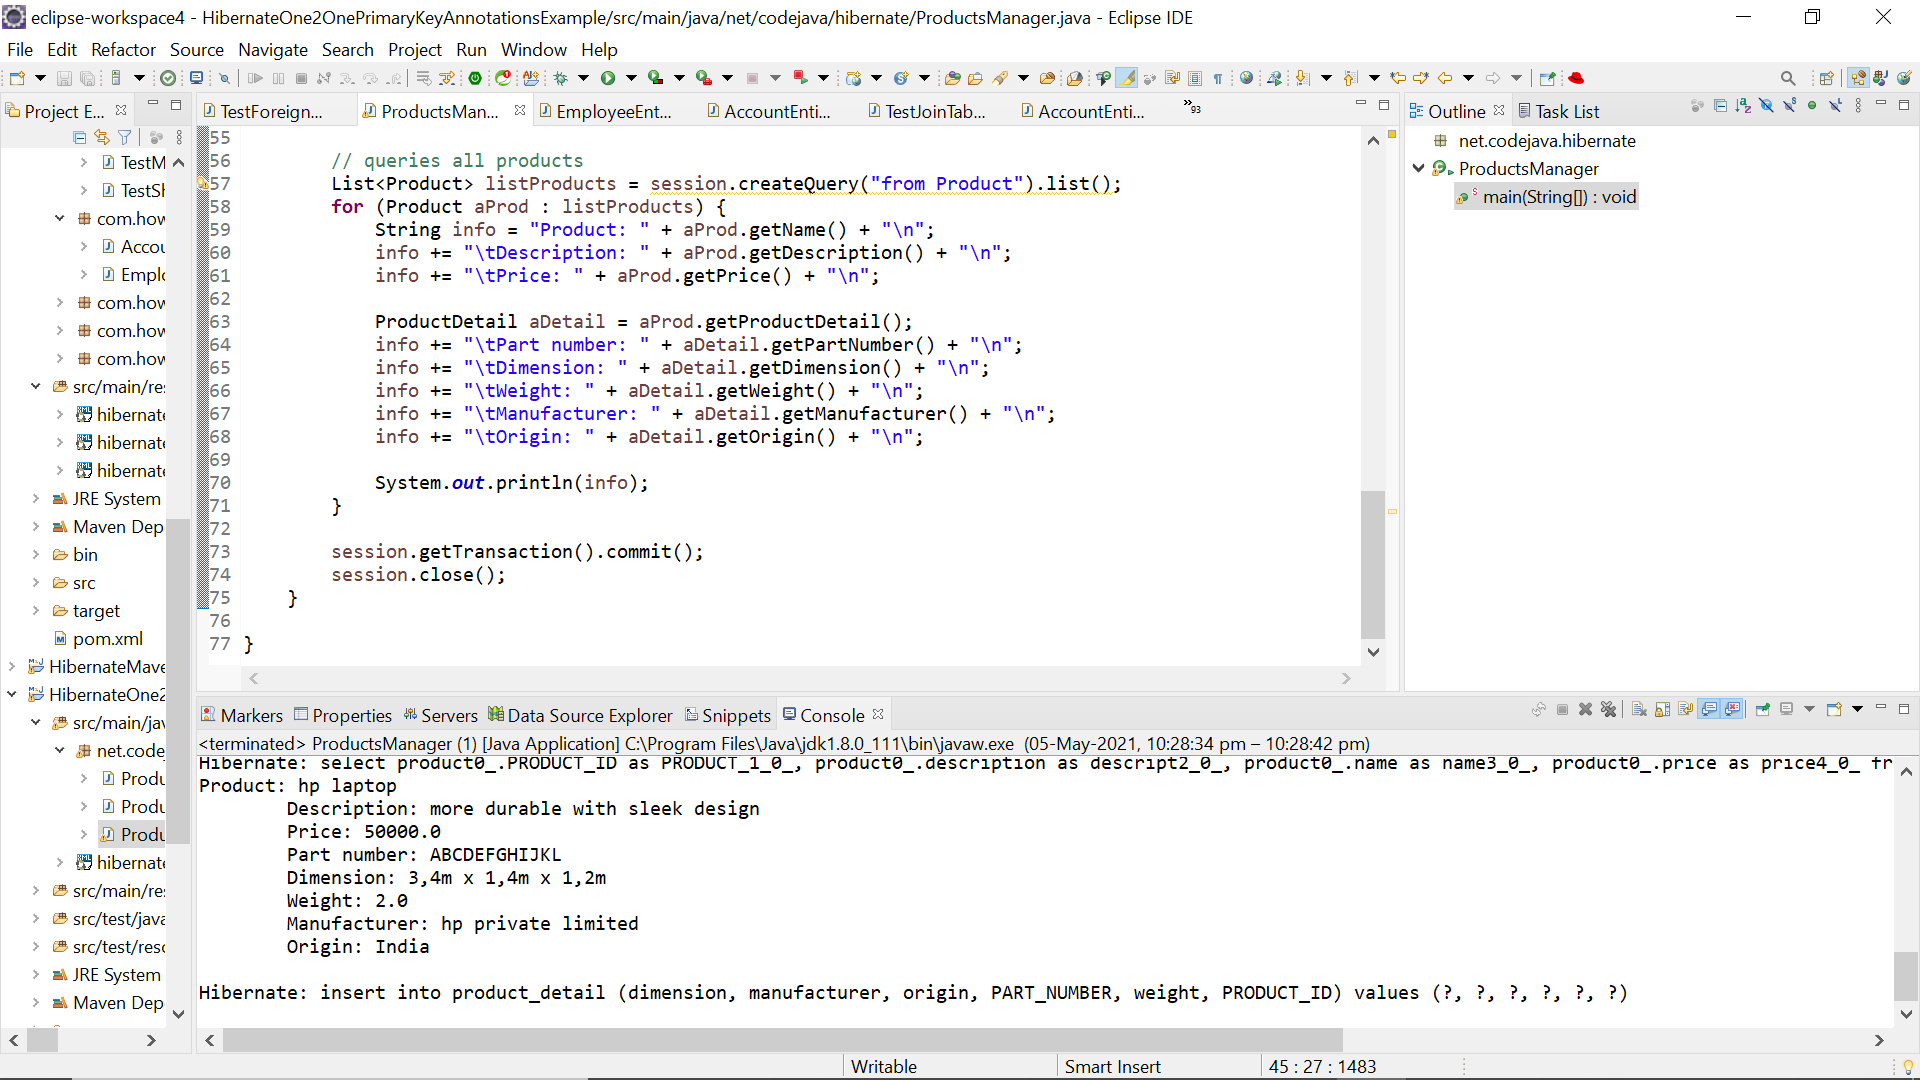 eclipse-workspace4 - HibernateOne2OnePrimaryKeyAnnotationsExample/src/main/java/net/codejava/hibernate/ProductsManager.java - Eclipse IDE
File Edit Refactor Source Navigate Search Project Run Window Help
Project E...
TestForeign...
ProductsMan...
EmployeeEnt...
AccountEnti...
TestJoinTab...
AccountEnti...
»93
Outline
Task List
TestM
TestSh
com.how
Accou
Emplo
com.how
com.how
com.how
src/main/res
hibernate
hibernate
hibernate
JRE System
Maven Dep
bin
src
target
pom.xml
HibernateMave
HibernateOne2
src/main/jav
net.codej
Produ
Produ
Produ
hibernate
src/main/res
src/test/java
src/test/reso
JRE System
Maven Dep
55
56 // queries all products
57 List<Product> listProducts = session.createQuery("from Product").list();
58 for (Product aProd : listProducts) {
59 String info = "Product: " + aProd.getName() + "\n";
60 info += "\tDescription: " + aProd.getDescription() + "\n";
61 info += "\tPrice: " + aProd.getPrice() + "\n";
62
63 ProductDetail aDetail = aProd.getProductDetail();
64 info += "\tPart number: " + aDetail.getPartNumber() + "\n";
65 info += "\tDimension: " + aDetail.getDimension() + "\n";
66 info += "\tWeight: " + aDetail.getWeight() + "\n";
67 info += "\tManufacturer: " + aDetail.getManufacturer() + "\n";
68 info += "\tOrigin: " + aDetail.getOrigin() + "\n";
69
70 System.out.println(info);
71 }
72
73 session.getTransaction().commit();
74 session.close();
75 }
76
77 }
net.codejava.hibernate
ProductsManager
main(String[]) : void
Markers Properties Servers Data Source Explorer Snippets Console
<terminated> ProductsManager (1) [Java Application] C:\Program Files\Java\jdk1.8.0_111\bin\javaw.exe (05-May-2021, 10:28:34 pm – 10:28:42 pm)
Hibernate: select product0_.PRODUCT_ID as PRODUCT_1_0_, product0_.description as descript2_0_, product0_.name as name3_0_, product0_.price as price4_0_ fr
Product: hp laptop
Description: more durable with sleek design
Price: 50000.0
Part number: ABCDEFGHIJKL
Dimension: 3,4m x 1,4m x 1,2m
Weight: 2.0
Manufacturer: hp private limited
Origin: India
Hibernate: insert into product_detail (dimension, manufacturer, origin, PART_NUMBER, weight, PRODUCT_ID) values (?, ?, ?, ?, ?, ?)
Writable
Smart Insert
45 : 27 : 1483